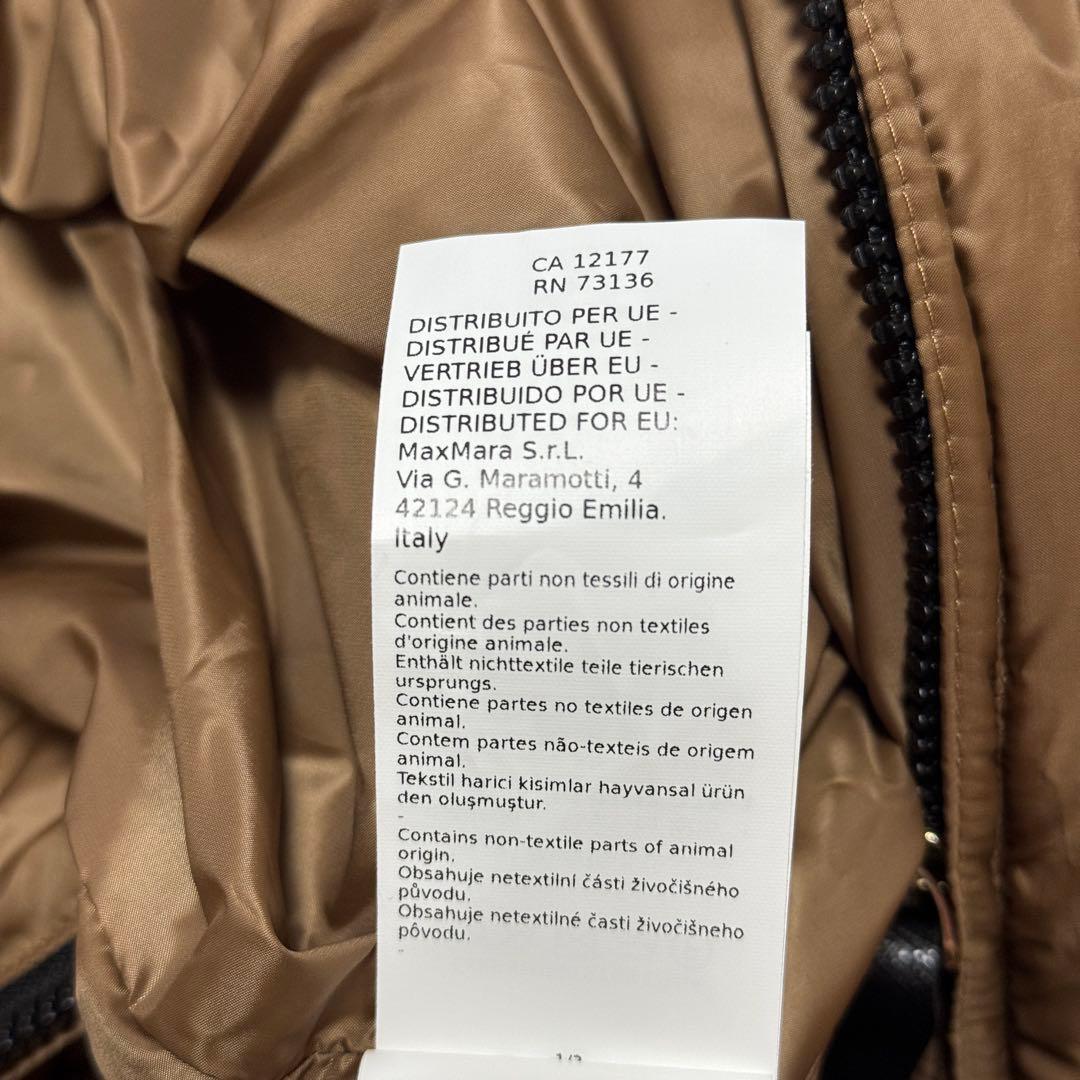 CA 12177
RN 73136
DISTRIBUITO PER UE -
DISTRIBUÉ PAR UE -
VERTRIEB ÜBER EU -
DISTRIBUIDO POR UE -
DISTRIBUTED FOR EU:
MaxMara S.r.L.
Via G. Maramotti, 4
42124 Reggio Emilia.
Italy
Contiene parti non tessili di origine
animale.
Contient des parties non textiles
d'origine animale.
Enthält nichttextile teile tierischen
ursprungs.
Contiene partes no textiles de origen
animal.
Contem partes não-texteis de origem
animal.
Tekstil harici kisimlar hayvansal ürün
den oluşmuştur.
-
Contains non-textile parts of animal
origin.
Obsahuje netextilní části živočišného
původu.
Obsahuje netextilné časti živočišneho
pôvodu.
-